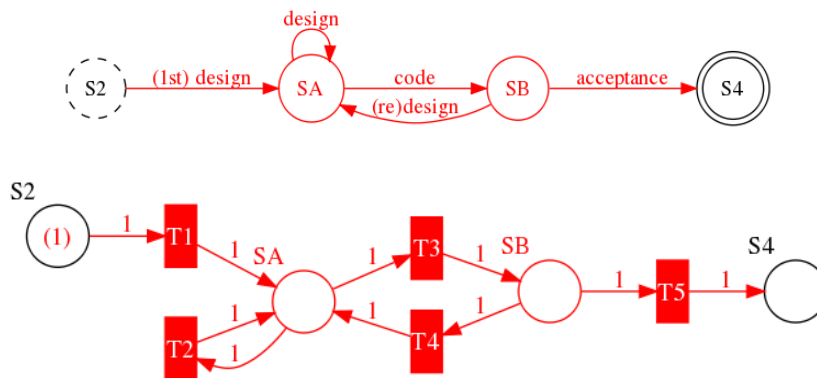 design
S2
(1st) design
SA
code
(re)design
SB
acceptance
S4
S2
(1)
1
T1
1
SA
1
T3
1
SB
1
T5
1
S4
T2
1
1
1
T4
1